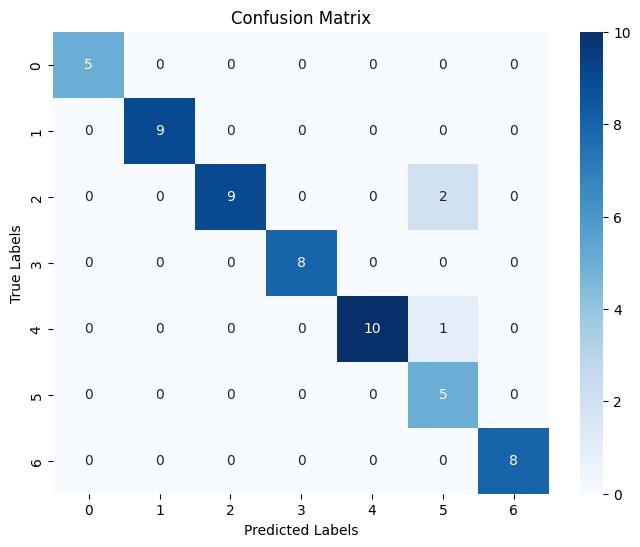 Confusion Matrix
0 5 0 0 0 0 0 0
1 0 9 0 0 0 0 0
2 0 0 9 0 0 2 0
3 0 0 0 8 0 0 0
4 0 0 0 0 10 1 0
5 0 0 0 0 0 5 0
6 0 0 0 0 0 0 8
0 1 2 3 4 5 6
True Labels
Predicted Labels
10
8
6
4
2
0